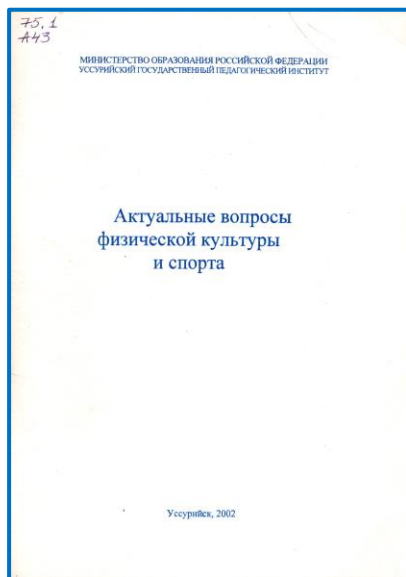 75.1
А43
МИНИСТЕРСТВО ОБРАЗОВАНИЯ РОССИЙСКОЙ ФЕДЕРАЦИИ
УССУРИЙСКИЙ ГОСУДАРСТВЕННЫЙ ПЕДАГОГИЧЕСКИЙ ИНСТИТУТ
Актуальные вопросы
физической культуры
и спорта
Уссурийск, 2002